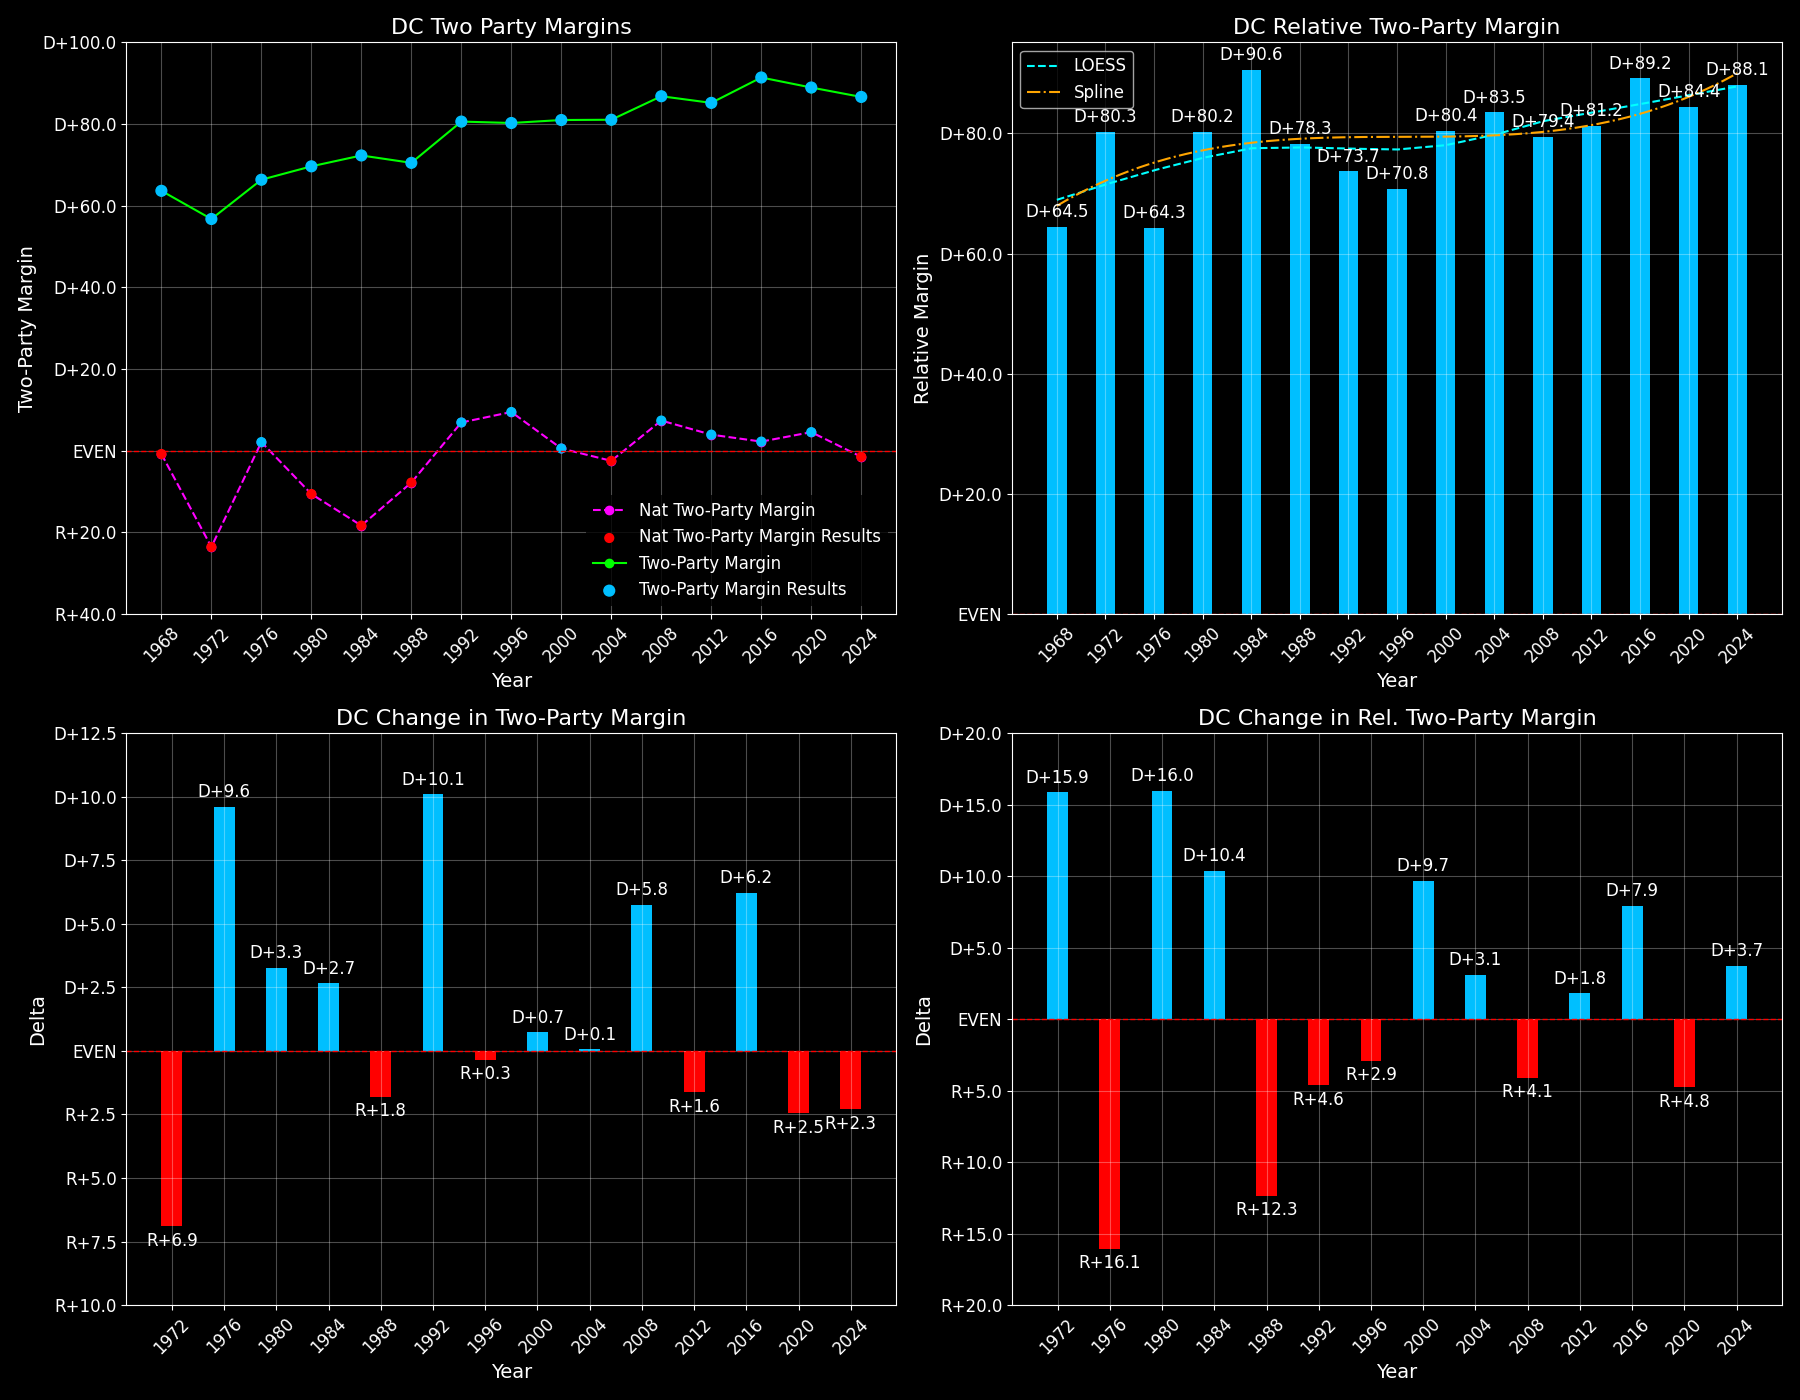 DC Two Party Margins
D+100.0
D+80.0
D+60.0
D+40.0
D+20.0
EVEN
R+20.0
R+40.0
Two-Party Margin
Nat Two-Party Margin
Nat Two-Party Margin Results
Two-Party Margin
Two-Party Margin Results
1968 1972 1976 1980 1984 1988 1992 1996 2000 2004 2008 2012 2016 2020 2024
Year
DC Relative Two-Party Margin
LOESS
Spline
D+80.0
D+60.0
D+40.0
D+20.0
EVEN
Relative Margin
D+64.5 D+80.3 D+64.3 D+80.2 D+90.6 D+78.3 D+73.7 D+70.8 D+80.4 D+83.5 D+79.4 D+81.2 D+89.2 D+84.4 D+88.1
1968 1972 1976 1980 1984 1988 1992 1996 2000 2004 2008 2012 2016 2020 2024
Year
DC Change in Two-Party Margin
D+12.5
D+10.0
D+7.5
D+5.0
D+2.5
EVEN
R+2.5
R+5.0
R+7.5
R+10.0
Delta
R+6.9 D+9.6 D+3.3 D+2.7 R+1.8 D+10.1 R+0.3 D+0.7 D+0.1 D+5.8 R+1.6 D+6.2 R+2.5 R+2.3
1972 1976 1980 1984 1988 1992 1996 2000 2004 2008 2012 2016 2020 2024
Year
DC Change in Rel. Two-Party Margin
D+20.0
D+15.0
D+10.0
D+5.0
EVEN
R+5.0
R+10.0
R+15.0
R+20.0
Delta
D+15.9 R+16.1 D+16.0 D+10.4 R+12.3 R+4.6 R+2.9 D+9.7 D+3.1 R+4.1 D+1.8 D+7.9 R+4.8 D+3.7
1972 1976 1980 1984 1988 1992 1996 2000 2004 2008 2012 2016 2020 2024
Year